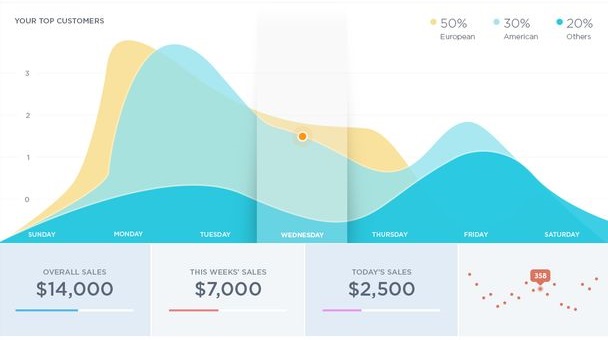 YOUR TOP CUSTOMERS
50% 30% 20%
European American Others
3
2
1
0
SUNDAY MONDAY TUESDAY WEDNESDAY THURSDAY FRIDAY SATURDAY
OVERALL SALES
$14,000
THIS WEEKS' SALES
$7,000
TODAY'S SALES
$2,500
358